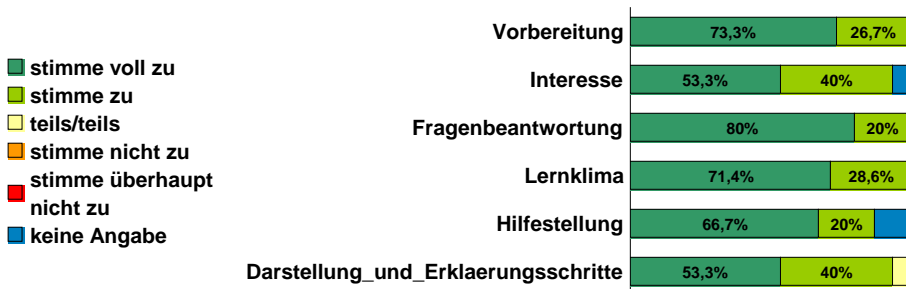 stimme voll zu
stimme zu
teils/teils
stimme nicht zu
stimme überhaupt
nicht zu
keine Angabe
Vorbereitung 73,3% 26,7%
Interesse 53,3% 40%
Fragenbeantwortung 80% 20%
Lernklima 71,4% 28,6%
Hilfestellung 66,7% 20%
Darstellung_und_Erklaerungsschritte 53,3% 40%